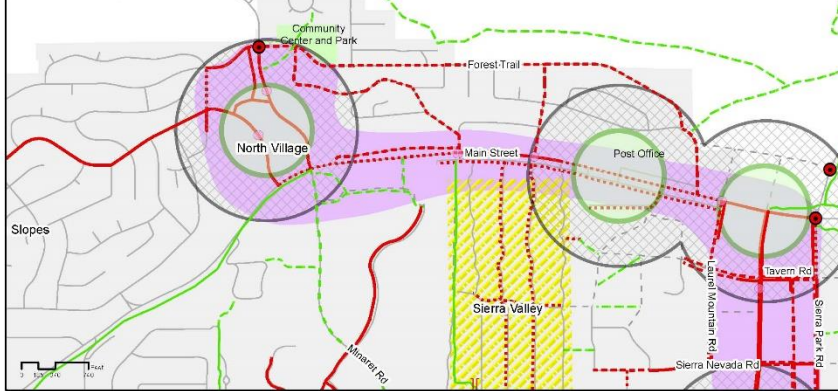 Community
Center and Park
Forest Trail
North Village
Main Street
Post Office
Slopes
Tavern Rd
Laurel Mountain Rd
Sierra Park Rd
Sierra Valley
Minaret Rd
Sierra Nevada Rd
Feet